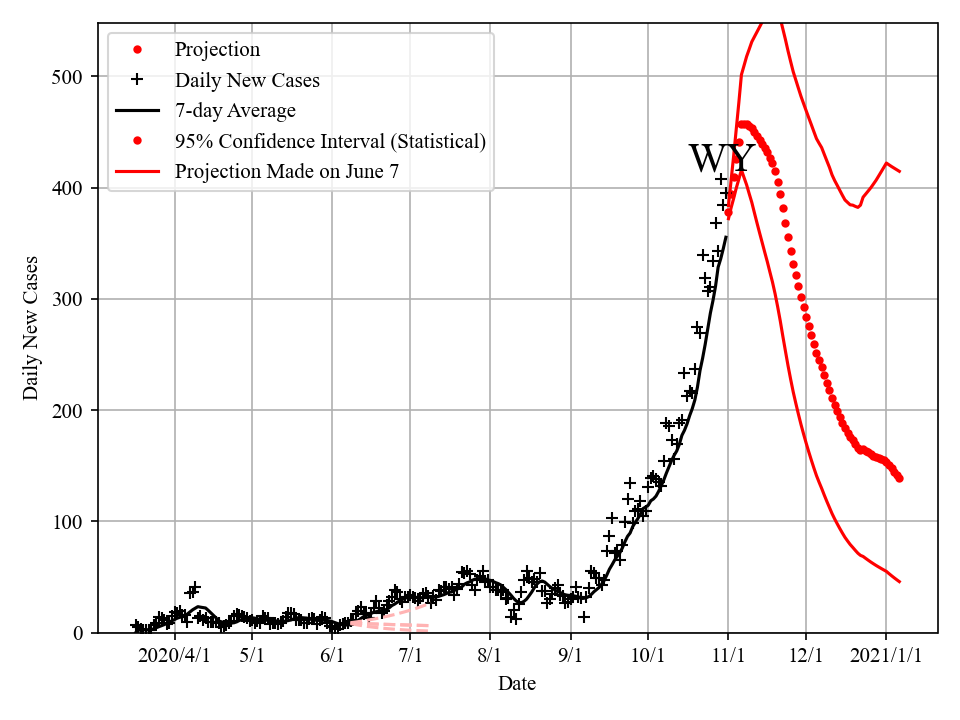 Projection
Daily New Cases
7-day Average
95% Confidence Interval (Statistical)
Projection Made on June 7
WY
500
400
300
200
100
0
Daily New Cases
2020/4/1 5/1 6/1 7/1 8/1 9/1 10/1 11/1 12/1 2021/1/1
Date